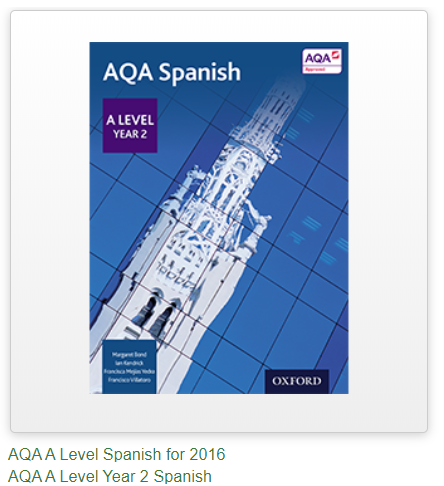 AQA Spanish
AQA
Approved
A LEVEL
YEAR 2
Margaret Bond
Ian Kendrick
Francisco Mejías Yedra
Francisco Villatoro
OXFORD
AQA A Level Spanish for 2016
AQA A Level Year 2 Spanish